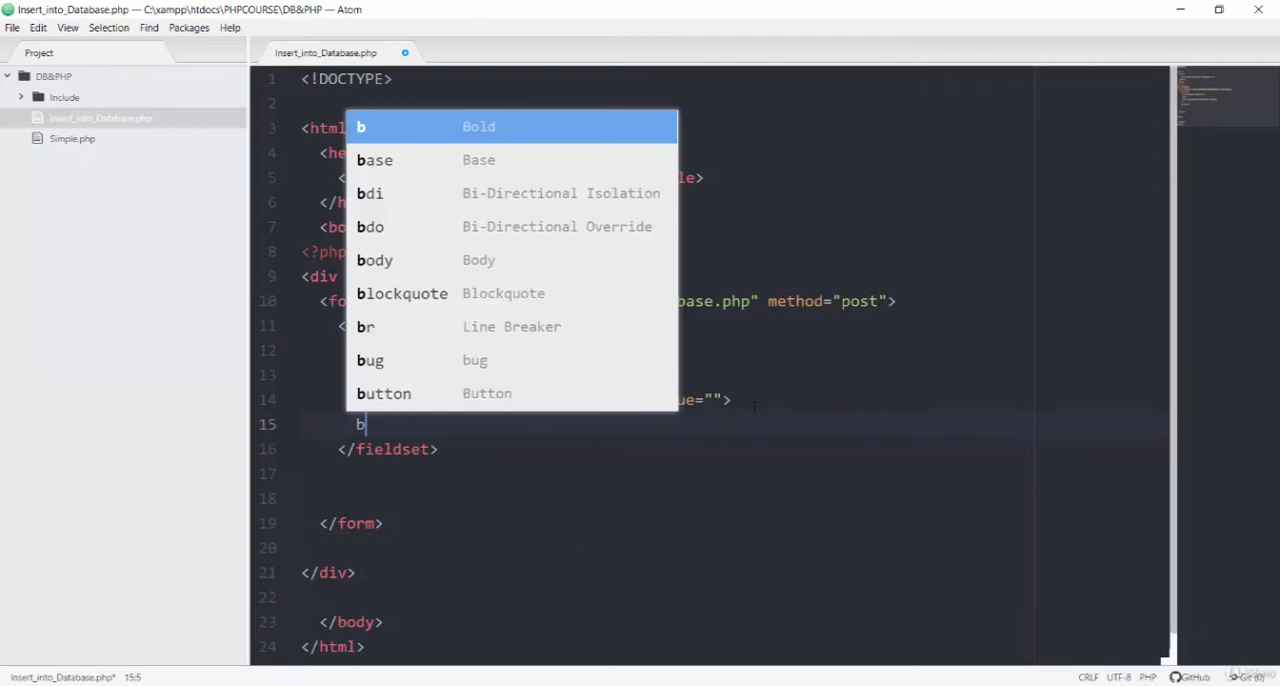 Insert_into_Database.php — C:\xampp\htdocs\PHPCOURSE\DB&PHP — Atom
File Edit View Selection Find Packages Help
Project
Insert_into_Database.php
DB&PHP
Include
Insert_into_Database.php
Simple.php
1 <!DOCTYPE>
2
3 <html
4 <he
5 < le>
6 </h
7 <bo
8 <?php
9 <div
10 <fo base.php" method="post">
11 <
12
13
14 ue="">
15 b
16 </fieldset>
17
18
19 </form>
20
21 </div>
22
23 </body>
24 </html>
b Bold
base Base
bdi Bi-Directional Isolation
bdo Bi-Directional Override
body Body
blockquote Blockquote
br Line Breaker
bug bug
button Button
Insert_into_Database.php* 15:5
CRLF UTF-8 PHP GitHub Git (0)